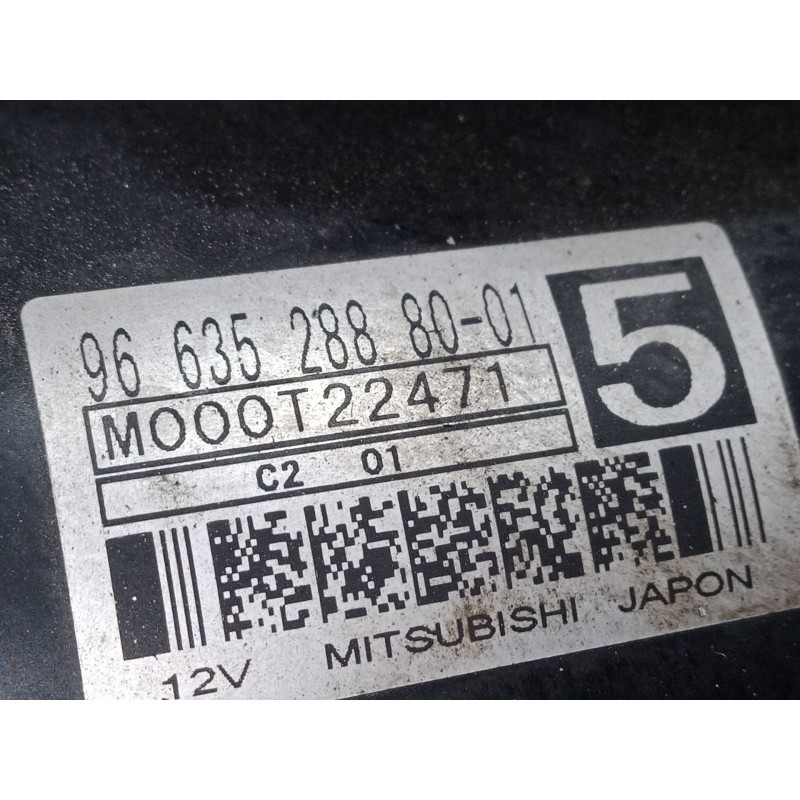 96 635 288 80-01
5
M000T22471
C2 01
12V MITSUBISHI JAPON